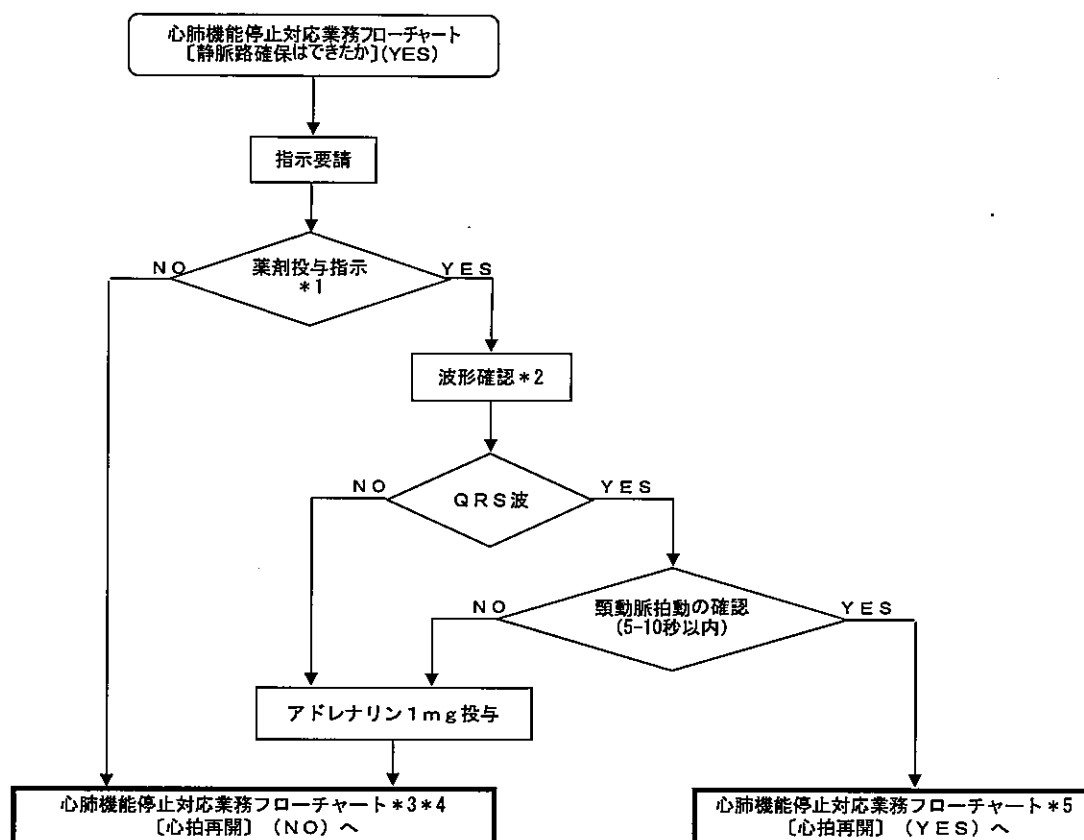 心肺機能停止対応業務フローチャート
〔静脈路確保はできたか〕(YES)
指示要請
NO
薬剤投与指示
*1
YES
波形確認*2
NO
QRS波
YES
NO
頸動脈拍動の確認
(5-10秒以内)
YES
アドレナリン1mg投与
心肺機能停止対応業務フローチャート*3*4
〔心拍再開〕(NO)へ
心肺機能停止対応業務フローチャート*5
〔心拍再開〕(YES)へ